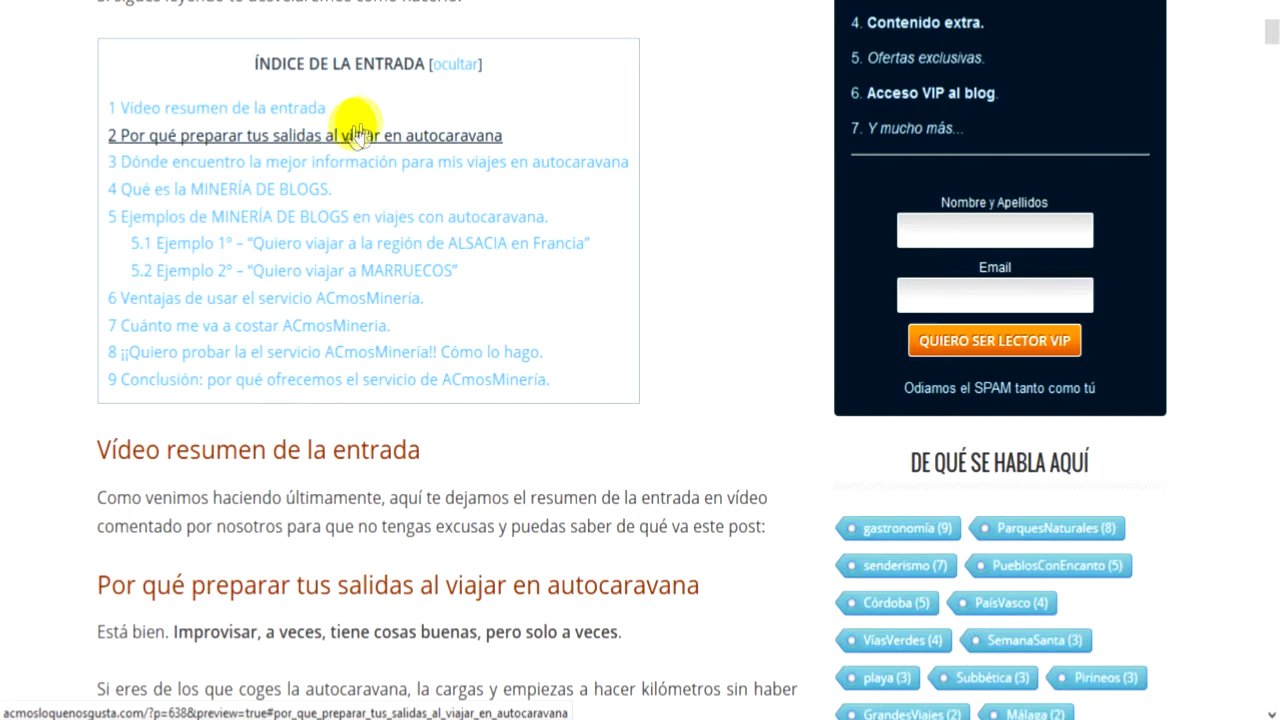 ÍNDICE DE LA ENTRADA [ocultar]
1 Vídeo resumen de la entrada
2 Por qué preparar tus salidas al viajar en autocaravana
3 Dónde encuentro la mejor información para mis viajes en autocaravana
4 Qué es la MINERÍA DE BLOGS.
5 Ejemplos de MINERÍA DE BLOGS en viajes con autocaravana.
5.1 Ejemplo 1º – “Quiero viajar a la región de ALSACIA en Francia”
5.2 Ejemplo 2º – “Quiero viajar a MARRUECOS”
6 Ventajas de usar el servicio ACmosMinería.
7 Cuánto me va a costar ACmosMineria.
8 ¡¡Quiero probar la el servicio ACmosMinería!! Cómo lo hago.
9 Conclusión: por qué ofrecemos el servicio de ACmosMinería.
Vídeo resumen de la entrada
Como venimos haciendo últimamente, aquí te dejamos el resumen de la entrada en vídeo
comentado por nosotros para que no tengas excusas y puedas saber de qué va este post:
Por qué preparar tus salidas al viajar en autocaravana
Está bien. Improvisar, a veces, tiene cosas buenas, pero solo a veces.
Si eres de los que coges la autocaravana, la cargas y empiezas a hacer kilómetros sin haber
acmosloquenosgusta.com/?p=638&preview=true#por_que_preparar_tus_salidas_al_viajar_en_autocaravana
4. Contenido extra.
5. Ofertas exclusivas.
6. Acceso VIP al blog.
7. Y mucho más...
Nombre y Apellidos
Email
QUIERO SER LECTOR VIP
Odiamos el SPAM tanto como tú
DE QUÉ SE HABLA AQUÍ
gastronomía (9) ParquesNaturales (8)
senderismo (7) PueblosConEncanto (5)
Córdoba (5) PaísVasco (4)
VíasVerdes (4) SemanaSanta (3)
playa (3) Subbética (3) Pirineos (3)
GrandesViajes (2) Málaga (2)